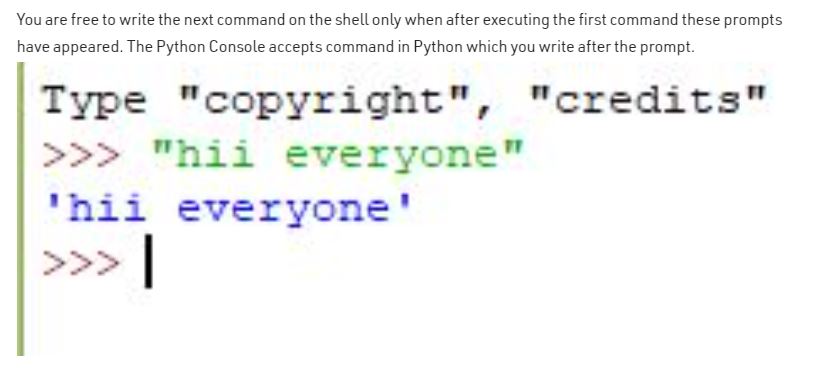 You are free to write the next command on the shell only when after executing the first command these prompts
have appeared. The Python Console accepts command in Python which you write after the prompt.
Type "copyright", "credits"
>>> "hii everyone"
'hii everyone'
>>>